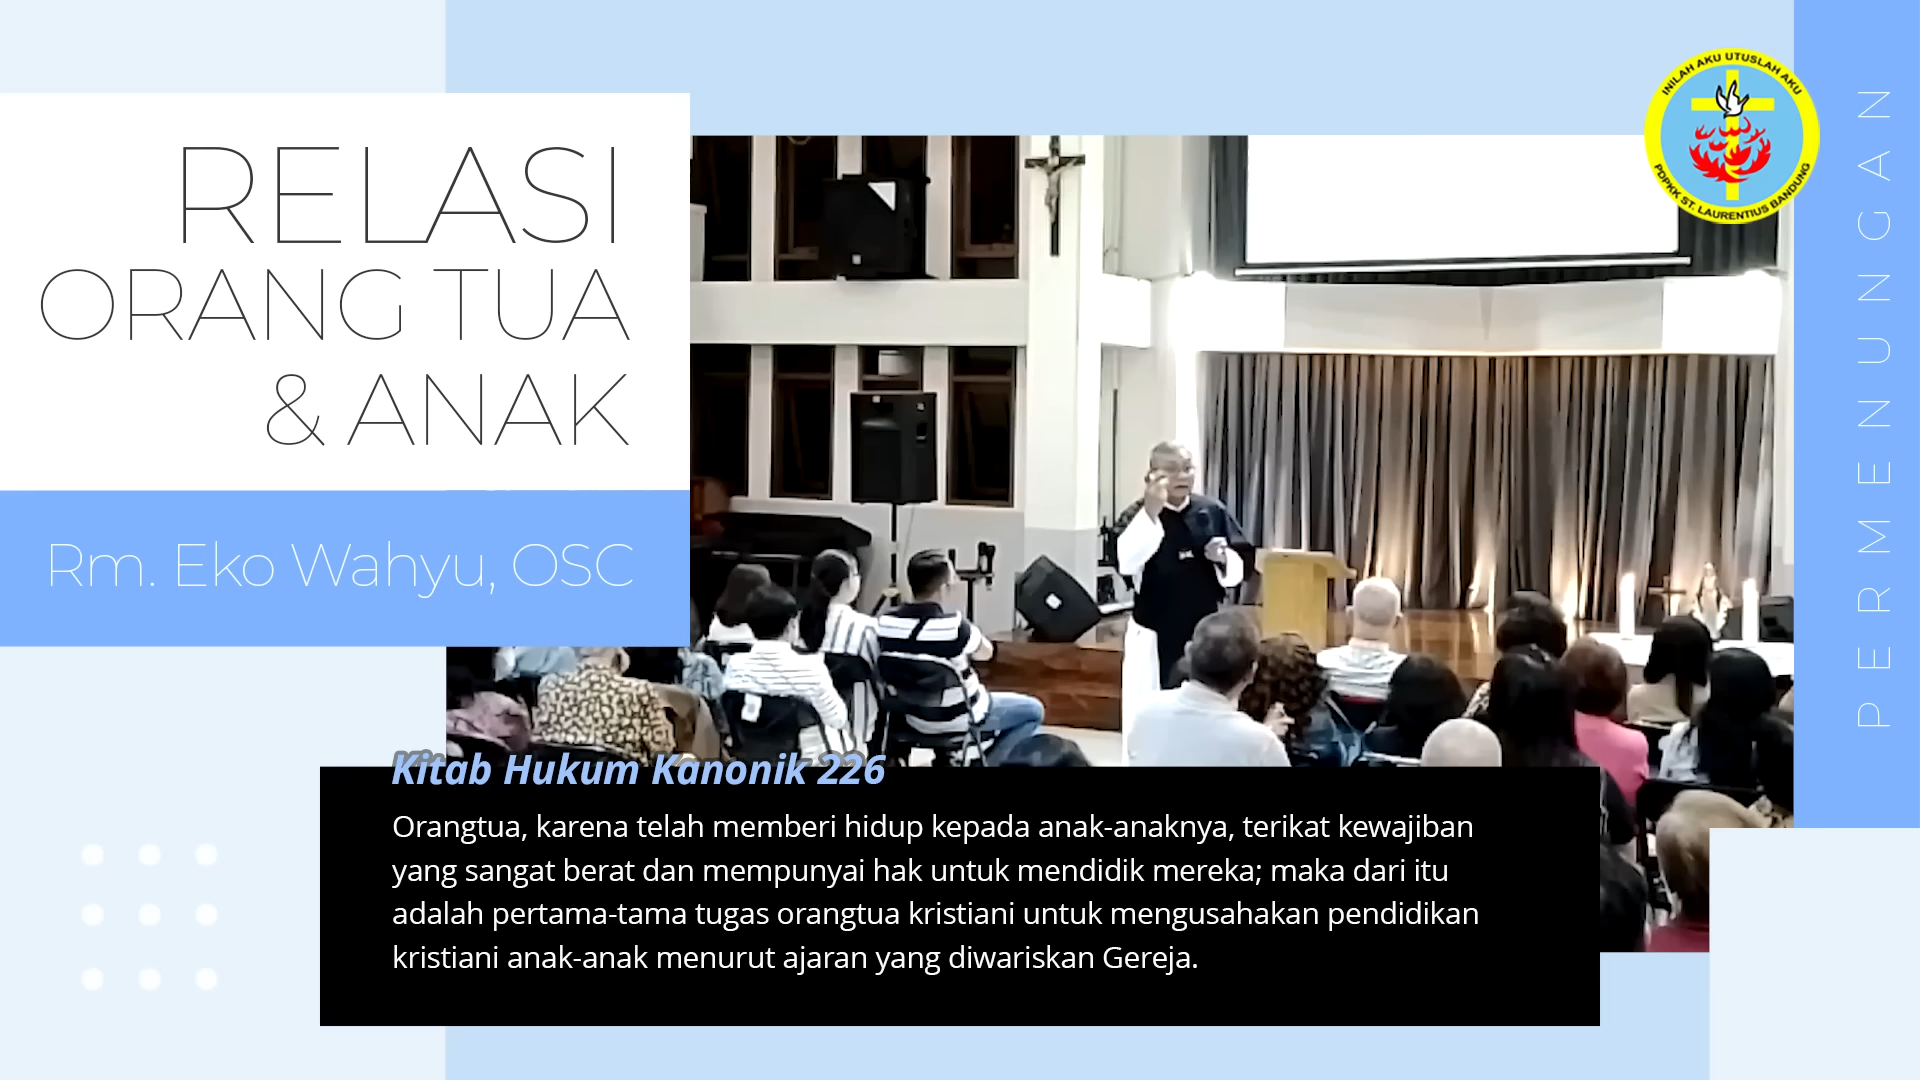 RELASI
ORANG TUA
& ANAK
Rm. Eko Wahyu, OSC
INILAH AKU UTUSLAH AKU
PDPKK ST. LAURENTIUS BANDUNG
PERMENUNGAN
Kitab Hukum Kanonik 226
Orangtua, karena telah memberi hidup kepada anak-anaknya, terikat kewajiban
yang sangat berat dan mempunyai hak untuk mendidik mereka; maka dari itu
adalah pertama-tama tugas orangtua kristiani untuk mengusahakan pendidikan
kristiani anak-anak menurut ajaran yang diwariskan Gereja.